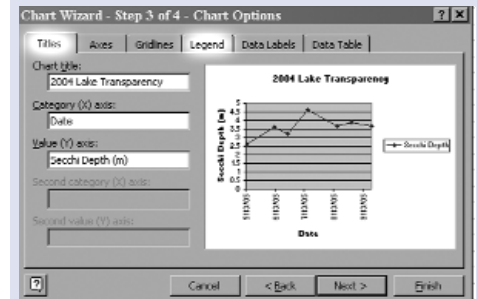 Chart Wizard - Step 3 of 4 - Chart Options
Titles Axes Gridlines Legend Data Labels Data Table
Chart title:
2004 Lake Transparency
Category (X) axis:
Date
Value (Y) axis:
Secchi Depth (m)
Second category (X) axis:
Second value (Y) axis:
2004 Lake Transparency
Secchi Depth (m)
5
4.5
4
3.5
3
2.5
2
1.5
1
0.5
0
Secchi Depth
Date
Cancel < Back Next > Finish